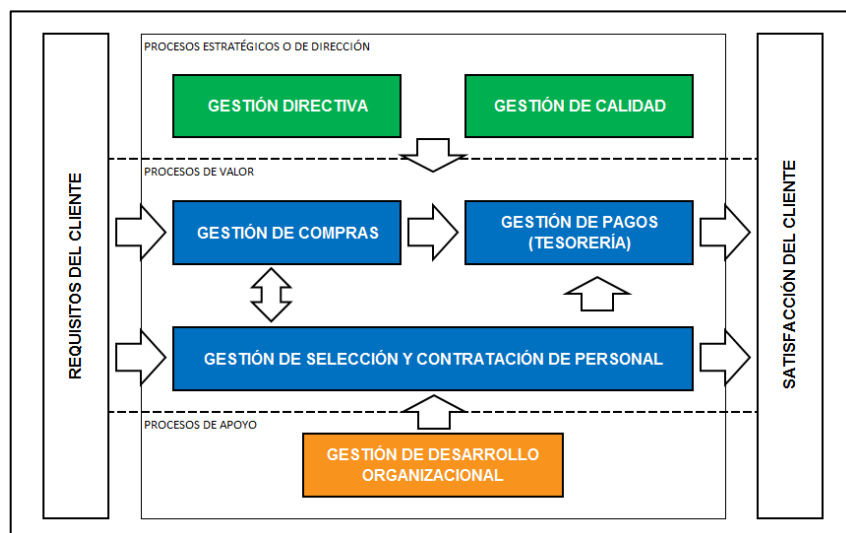 PROCESOS ESTRATÉGICOS O DE DIRECCIÓN
GESTIÓN DIRECTIVA
GESTIÓN DE CALIDAD
REQUISITOS DEL CLIENTE
PROCESOS DE VALOR
GESTIÓN DE COMPRAS
GESTIÓN DE PAGOS
(TESORERÍA)
GESTIÓN DE SELECCIÓN Y CONTRATACIÓN DE PERSONAL
SATISFACCIÓN DEL CLIENTE
PROCESOS DE APOYO
GESTIÓN DE DESARROLLO
ORGANIZACIONAL